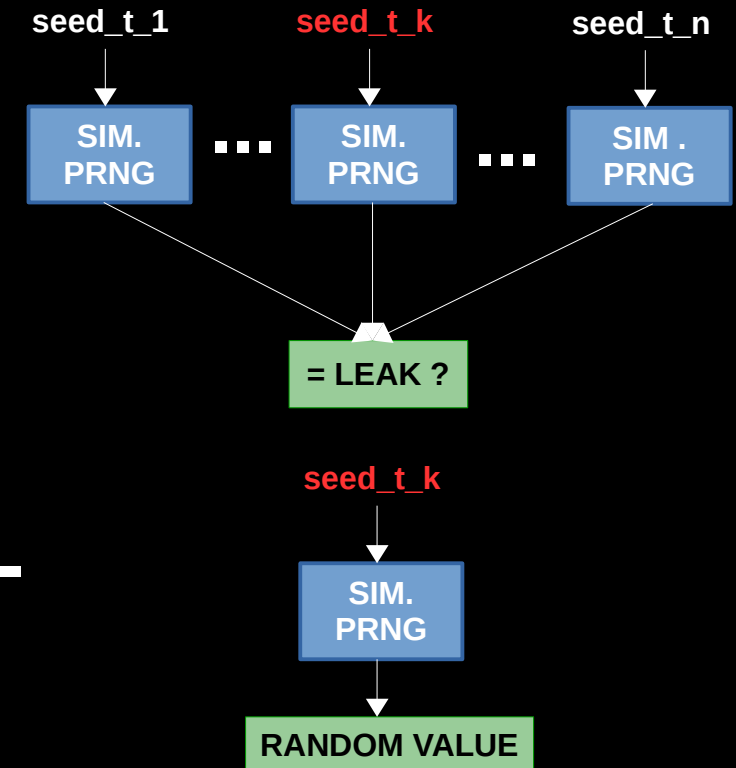 seed_t_1
seed_t_k
seed_t_n
SIM.
PRNG
SIM.
PRNG
SIM .
PRNG
= LEAK ?
seed_t_k
SIM.
PRNG
RANDOM VALUE